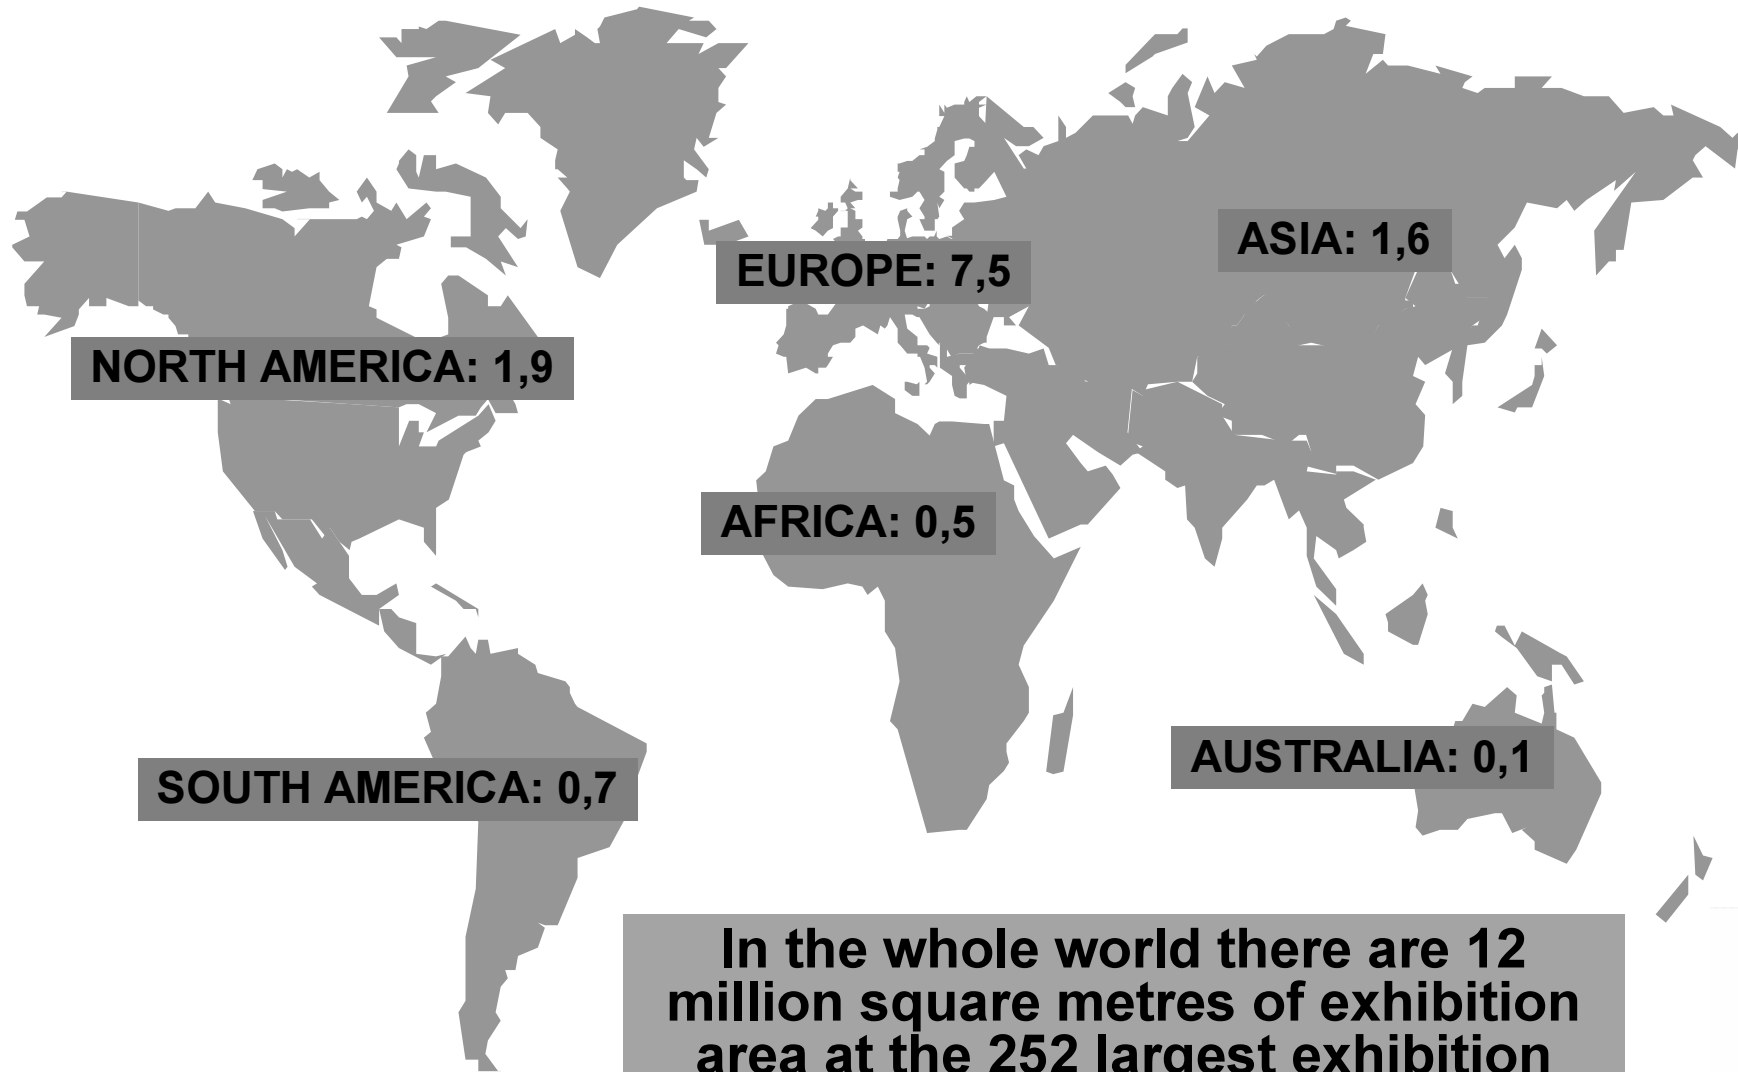 ASIA: 1,6
EUROPE: 7,5
NORTH AMERICA: 1,9
AFRICA: 0,5
AUSTRALIA: 0,1
SOUTH AMERICA: 0,7
In the whole world there are 12
million square metres of exhibition
area at the 252 largest exhibition